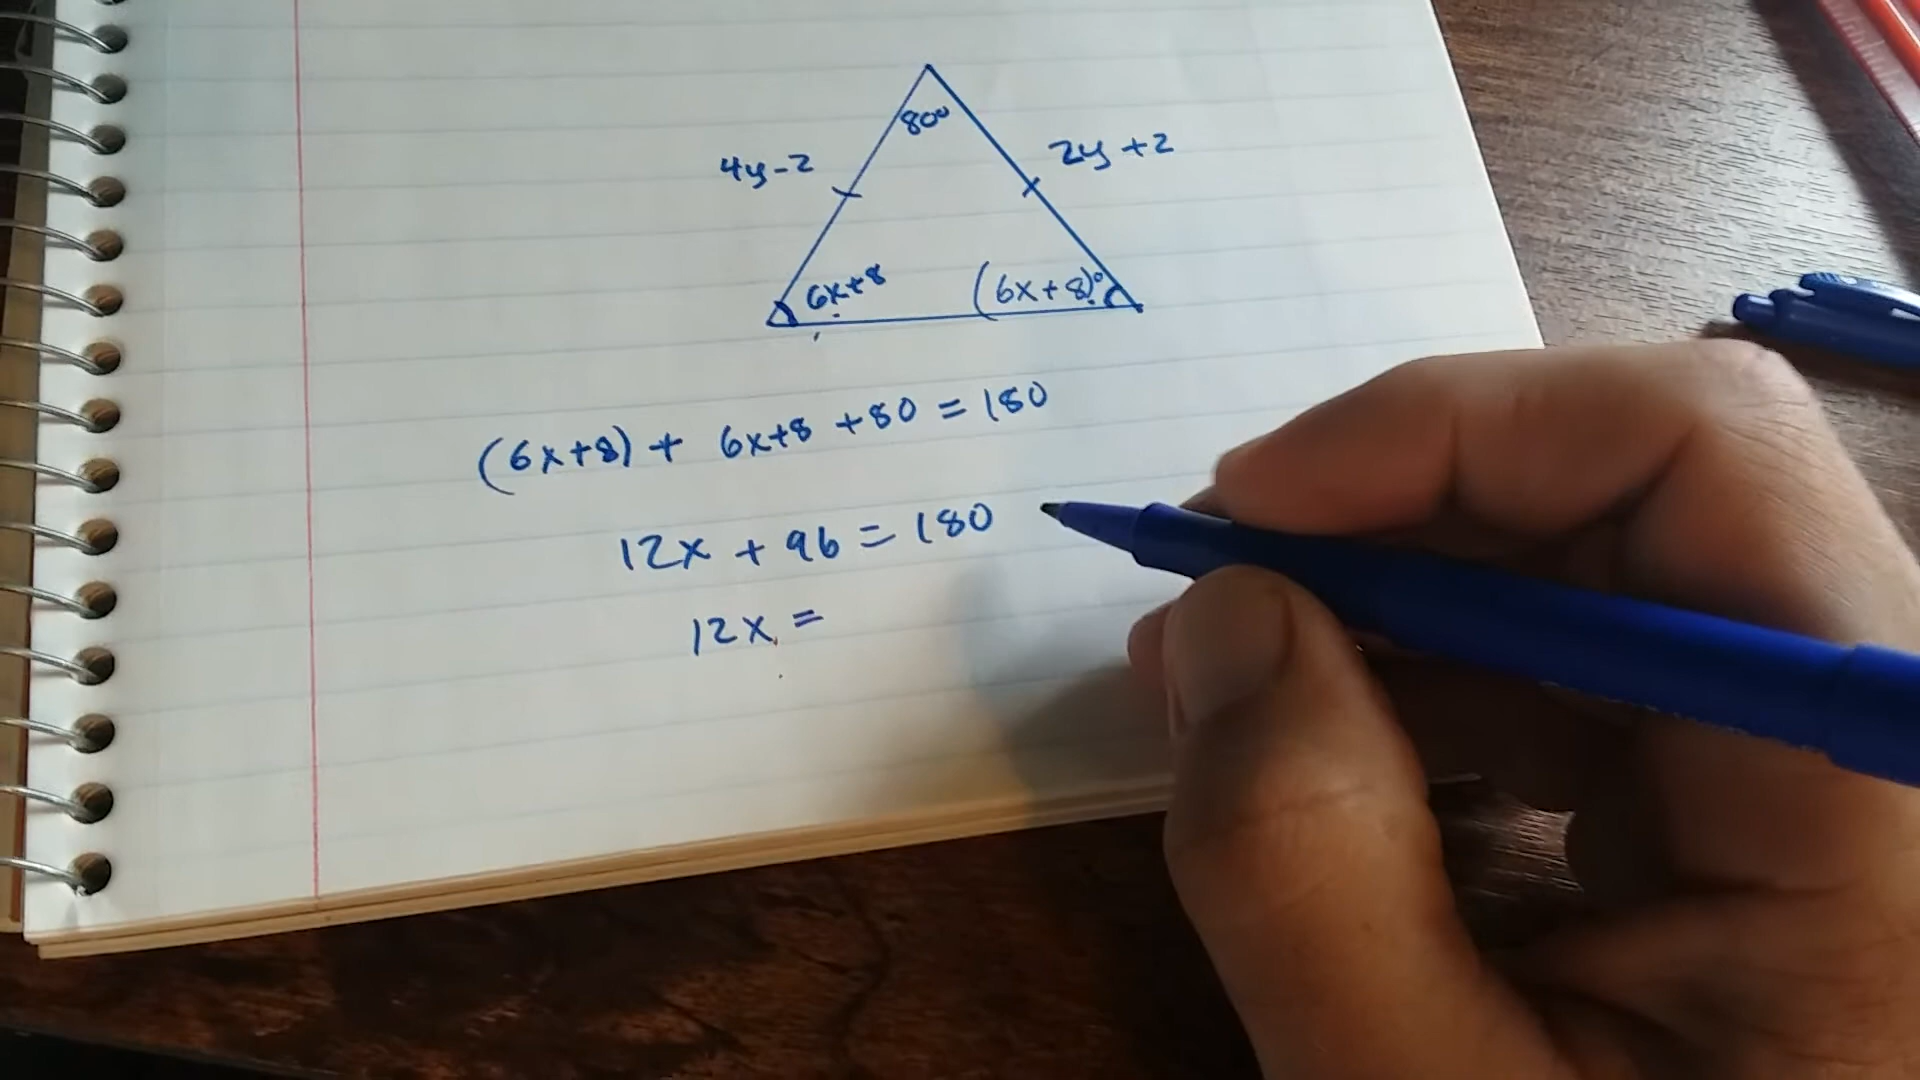 80°
4y-2
2y+2
6x+8
(6x+8)°
(6x+8) + 6x+8 +80 = 180
12x + 96 = 180
12x =